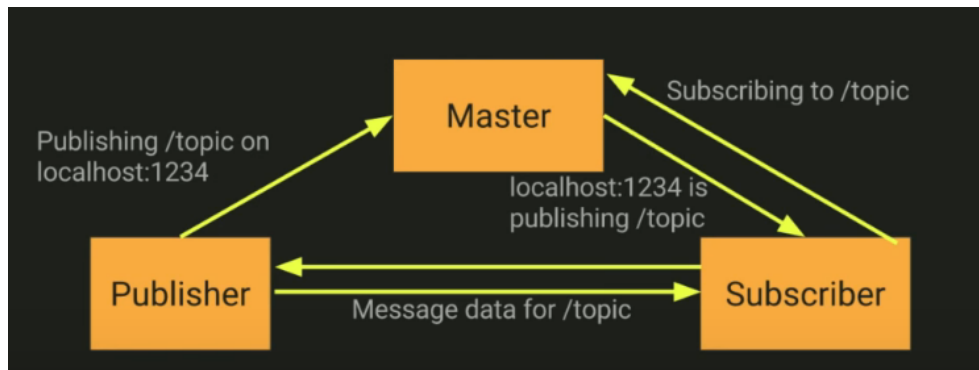 Master
Subscribing to /topic
Publishing /topic on
localhost:1234
localhost:1234 is
publishing /topic
Publisher
Message data for /topic
Subscriber